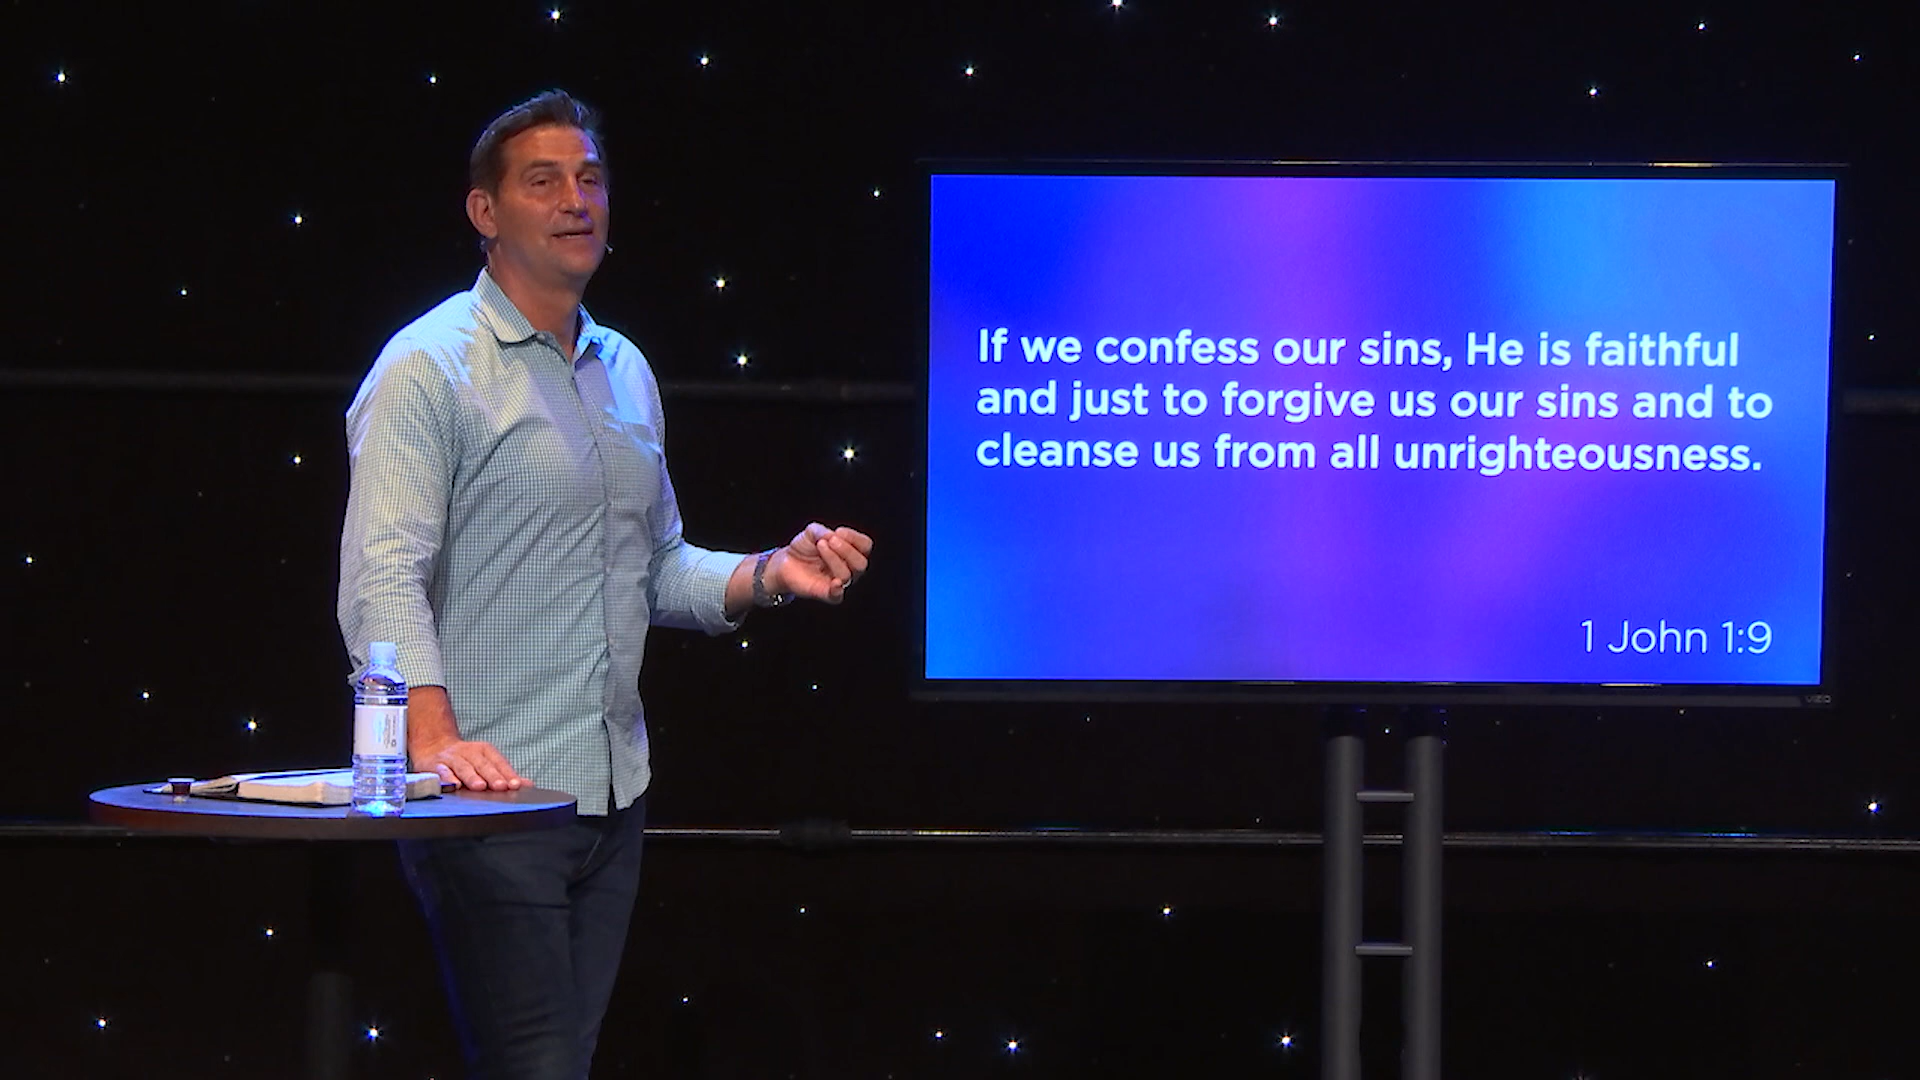 If we confess our sins, He is faithful
and just to forgive us our sins and to
cleanse us from all unrighteousness.
1 John 1:9
VIZIO